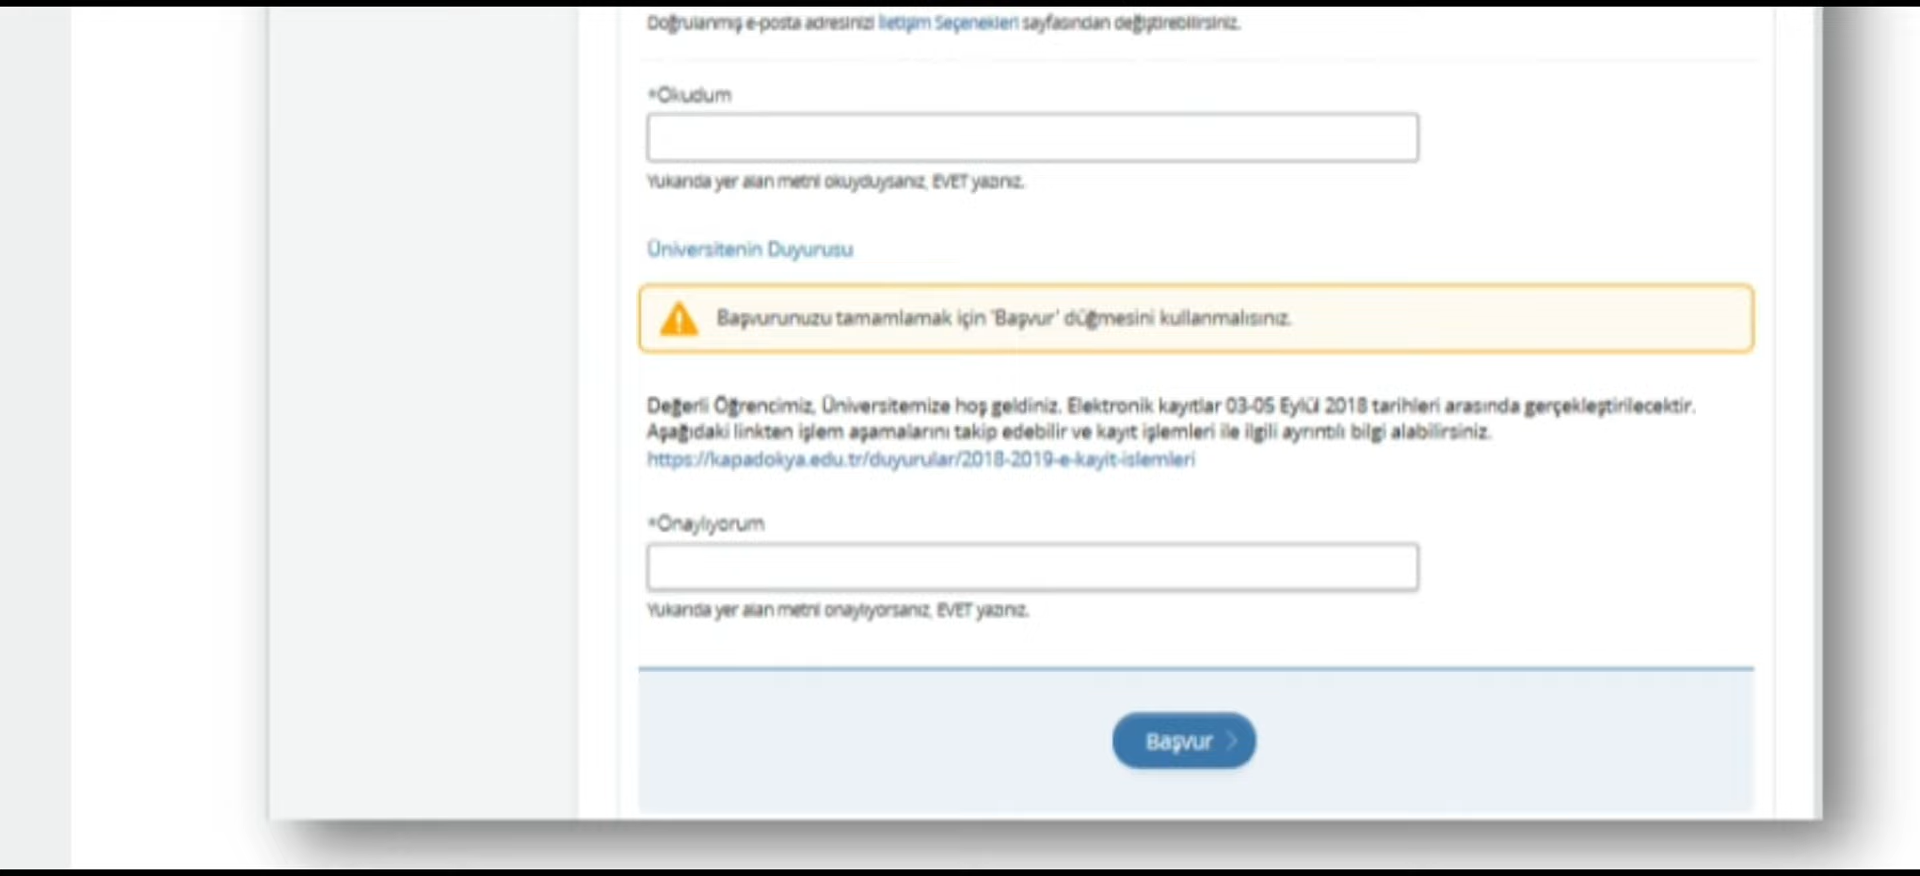 Doğrulanmış e-posta adresinizi İletişim Seçenekleri sayfasından değiştirebilirsiniz.
*Okudum
Yukarıda yer alan metni okuyduysanız, EVET yazınız.
Üniversitenin Duyurusu
Başvurunuzu tamamlamak için 'Başvur' düğmesini kullanmalısınız.
Değerli Öğrencimiz, Üniversitemize hoş geldiniz. Elektronik kayıtlar 03-05 Eylül 2018 tarihleri arasında gerçekleştirilecektir.
Aşağıdaki linkten işlem aşamalarını takip edebilir ve kayıt işlemleri ile ilgili ayrıntılı bilgi alabilirsiniz.
https://kapadokya.edu.tr/duyurular/2018-2019-e-kayit-islemleri
*Onaylıyorum
Yukarıda yer alan metni onaylıyorsanız, EVET yazınız.
Başvur